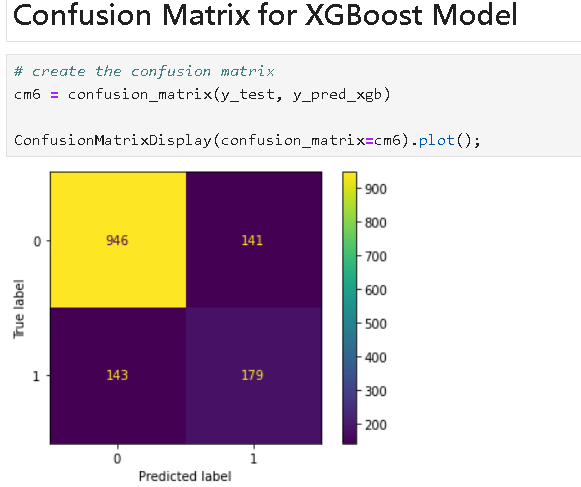 Confusion Matrix for XGBoost Model
# create the confusion matrix
cm6 = confusion_matrix(y_test, y_pred_xgb)
ConfusionMatrixDisplay(confusion_matrix=cm6).plot();
900
0
946
141
800
700
600
True label
500
400
1
143
179
300
200
0
1
Predicted label